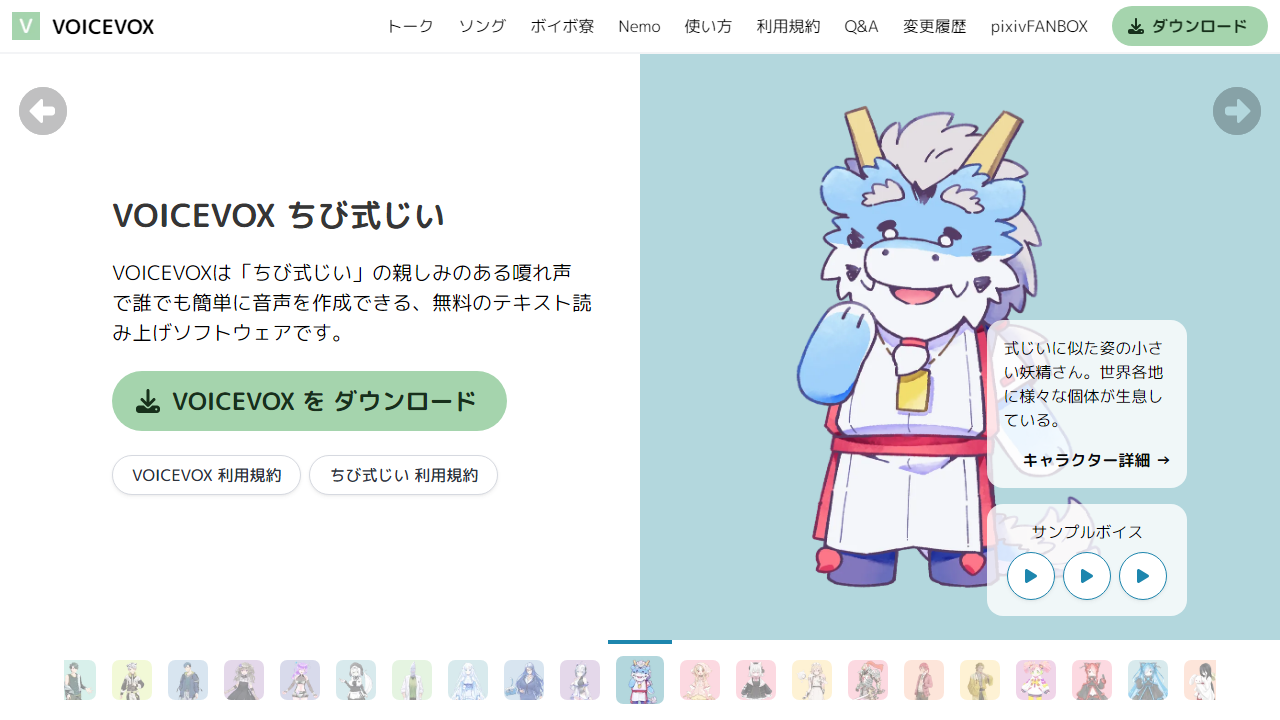 V VOICEVOX
トーク ソング ボイボ寮 Nemo 使い方 利用規約 Q&A 変更履歴 pixivFANBOX ダウンロード
VOICEVOX ちび式じい
VOICEVOXは「ちび式じい」の親しみのある嗄れ声
で誰でも簡単に音声を作成できる、無料のテキスト読
み上げソフトウェアです。
VOICEVOX を ダウンロード
VOICEVOX 利用規約 ちび式じい 利用規約
式じいに似た姿の小さ
い妖精さん。世界各地
に様々な個体が生息し
ている。
キャラクター詳細 →
サンプルボイス